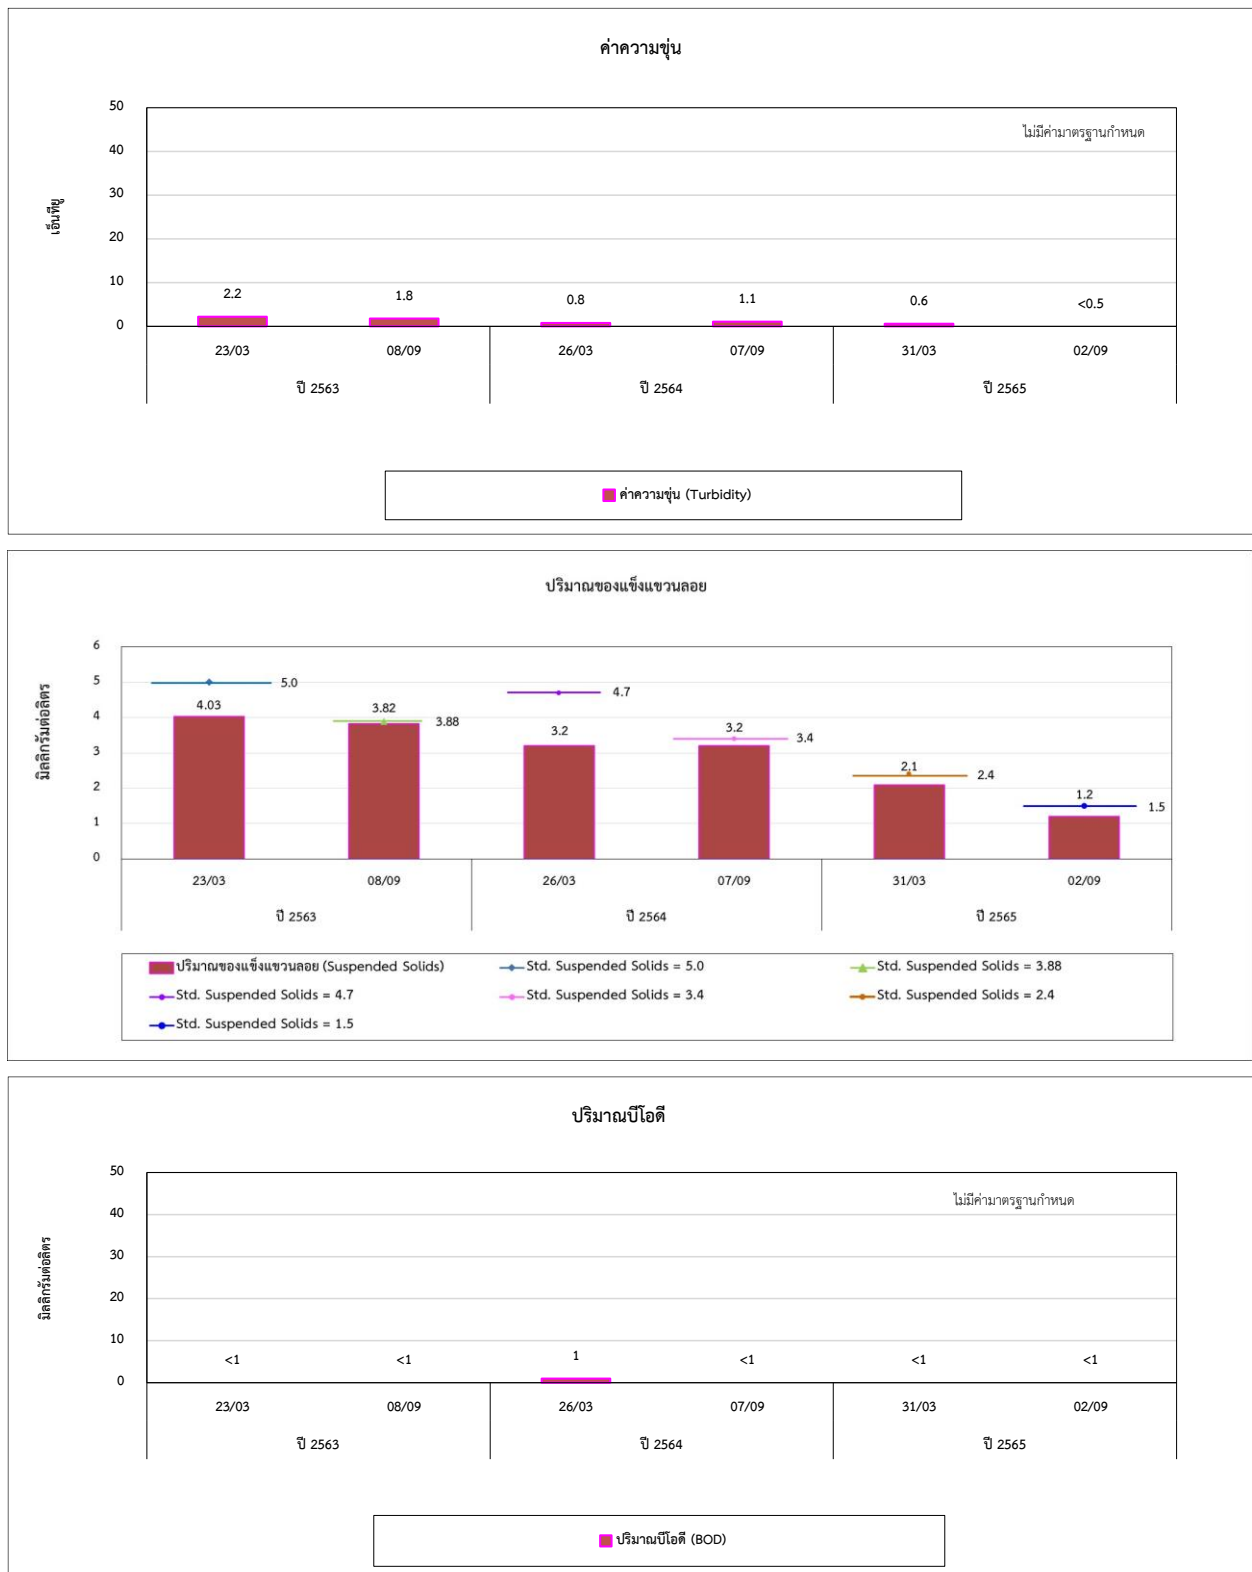 ค่าความขุ่น
50
ไม่มีค่ามาตรฐานกำหนด
40
30
เอ็นทียู
20
10
2.2 1.8 0.8 1.1 0.6 <0.5
0
23/03 08/09 26/03 07/09 31/03 02/09
ปี 2563 ปี 2564 ปี 2565
ค่าความขุ่น (Turbidity)
ปริมาณของแข็งแขวนลอย
มิลลิกรัมต่อลิตร
6
5
5.0
4.7
4.03 3.82 3.2 3.2
4
3.88
3.4
3
2.1
2.4
2
1.2
1.5
1
0
23/03 08/09 26/03 07/09 31/03 02/09
ปี 2563 ปี 2564 ปี 2565
ปริมาณของแข็งแขวนลอย (Suspended Solids) Std. Suspended Solids = 5.0 Std. Suspended Solids = 3.88
Std. Suspended Solids = 4.7 Std. Suspended Solids = 3.4 Std. Suspended Solids = 2.4
Std. Suspended Solids = 1.5
ปริมาณบีโอดี
50
ไม่มีค่ามาตรฐานกำหนด
40
30
มิลลิกรัมต่อลิตร
20
10
<1 <1 1 <1 <1 <1
0
23/03 08/09 26/03 07/09 31/03 02/09
ปี 2563 ปี 2564 ปี 2565
ปริมาณบีโอดี (BOD)